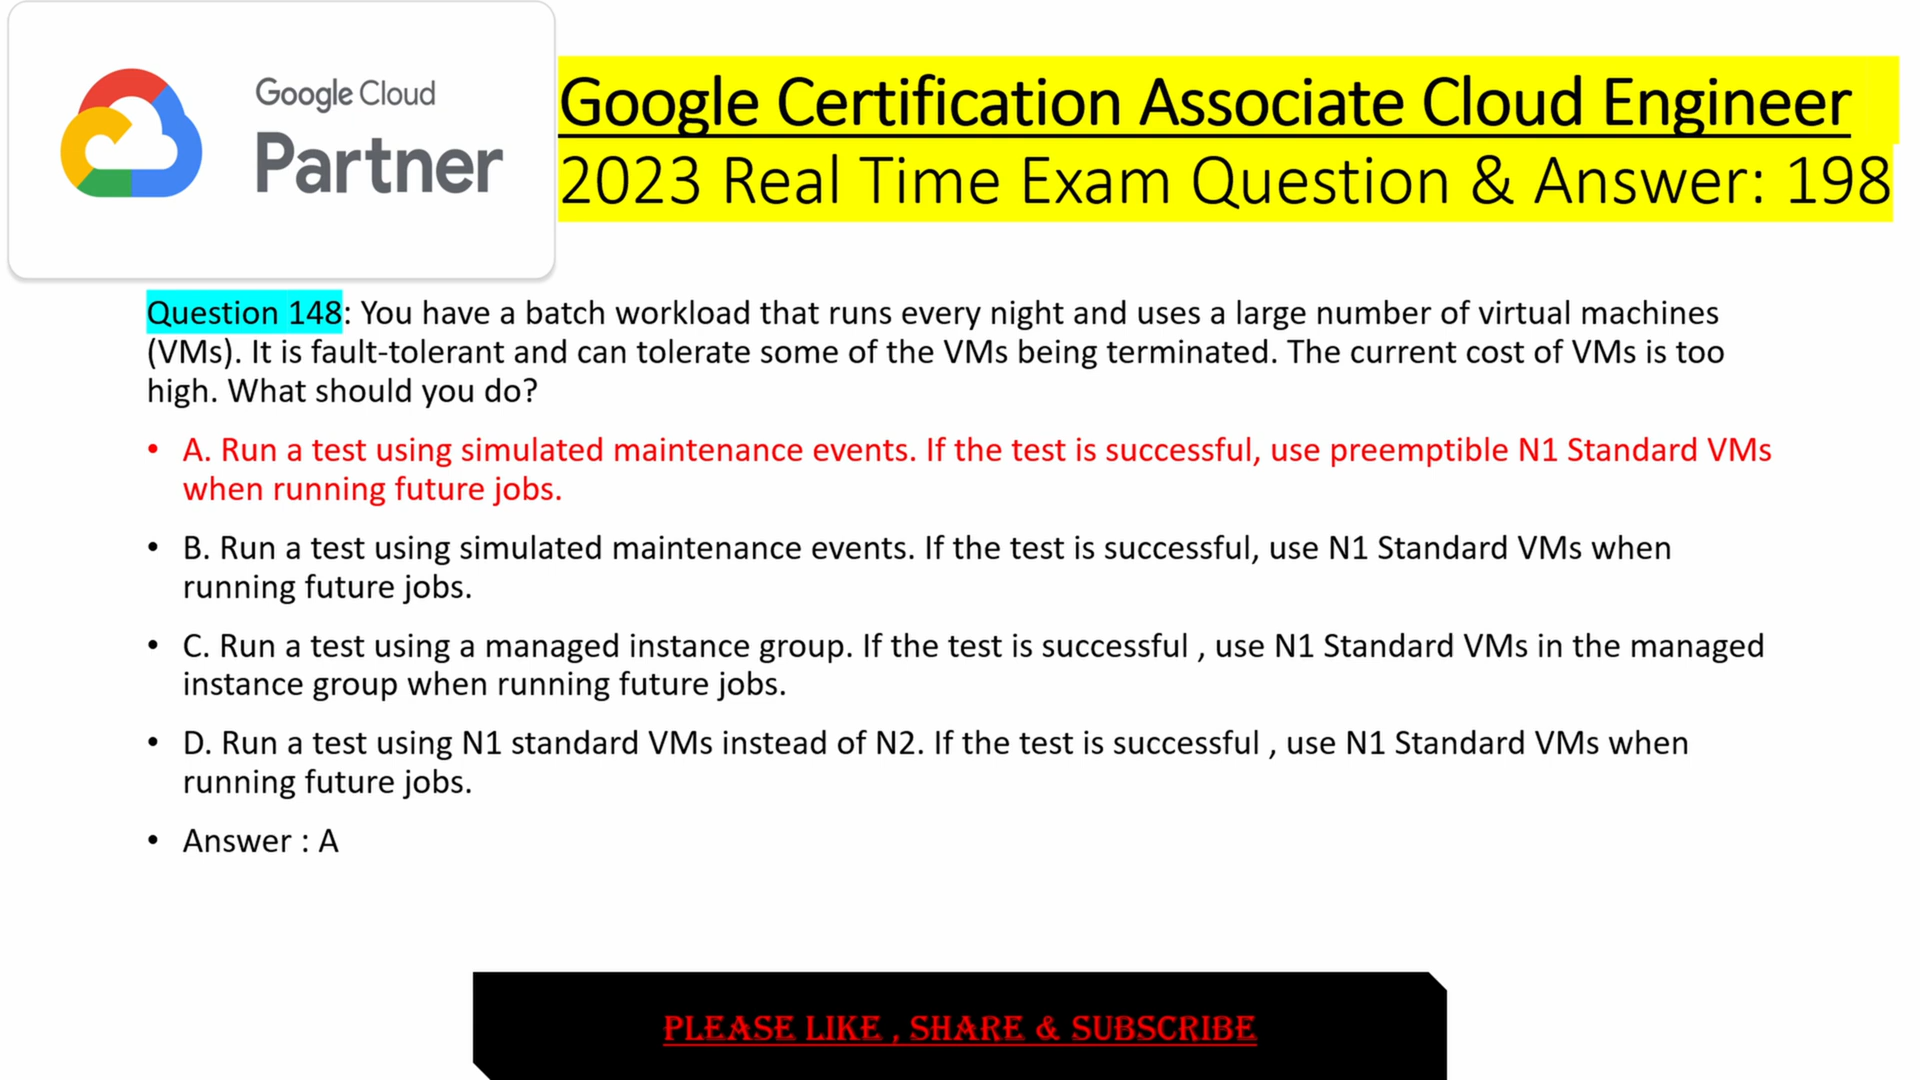 Google Cloud
Partner
Google Certification Associate Cloud Engineer
2023 Real Time Exam Question & Answer: 198
Question 148: You have a batch workload that runs every night and uses a large number of virtual machines
(VMs). It is fault-tolerant and can tolerate some of the VMs being terminated. The current cost of VMs is too
high. What should you do?
• A. Run a test using simulated maintenance events. If the test is successful, use preemptible N1 Standard VMs
when running future jobs.
• B. Run a test using simulated maintenance events. If the test is successful, use N1 Standard VMs when
running future jobs.
• C. Run a test using a managed instance group. If the test is successful , use N1 Standard VMs in the managed
instance group when running future jobs.
• D. Run a test using N1 standard VMs instead of N2. If the test is successful , use N1 Standard VMs when
running future jobs.
• Answer : A
PLEASE LIKE , SHARE & SUBSCRIBE